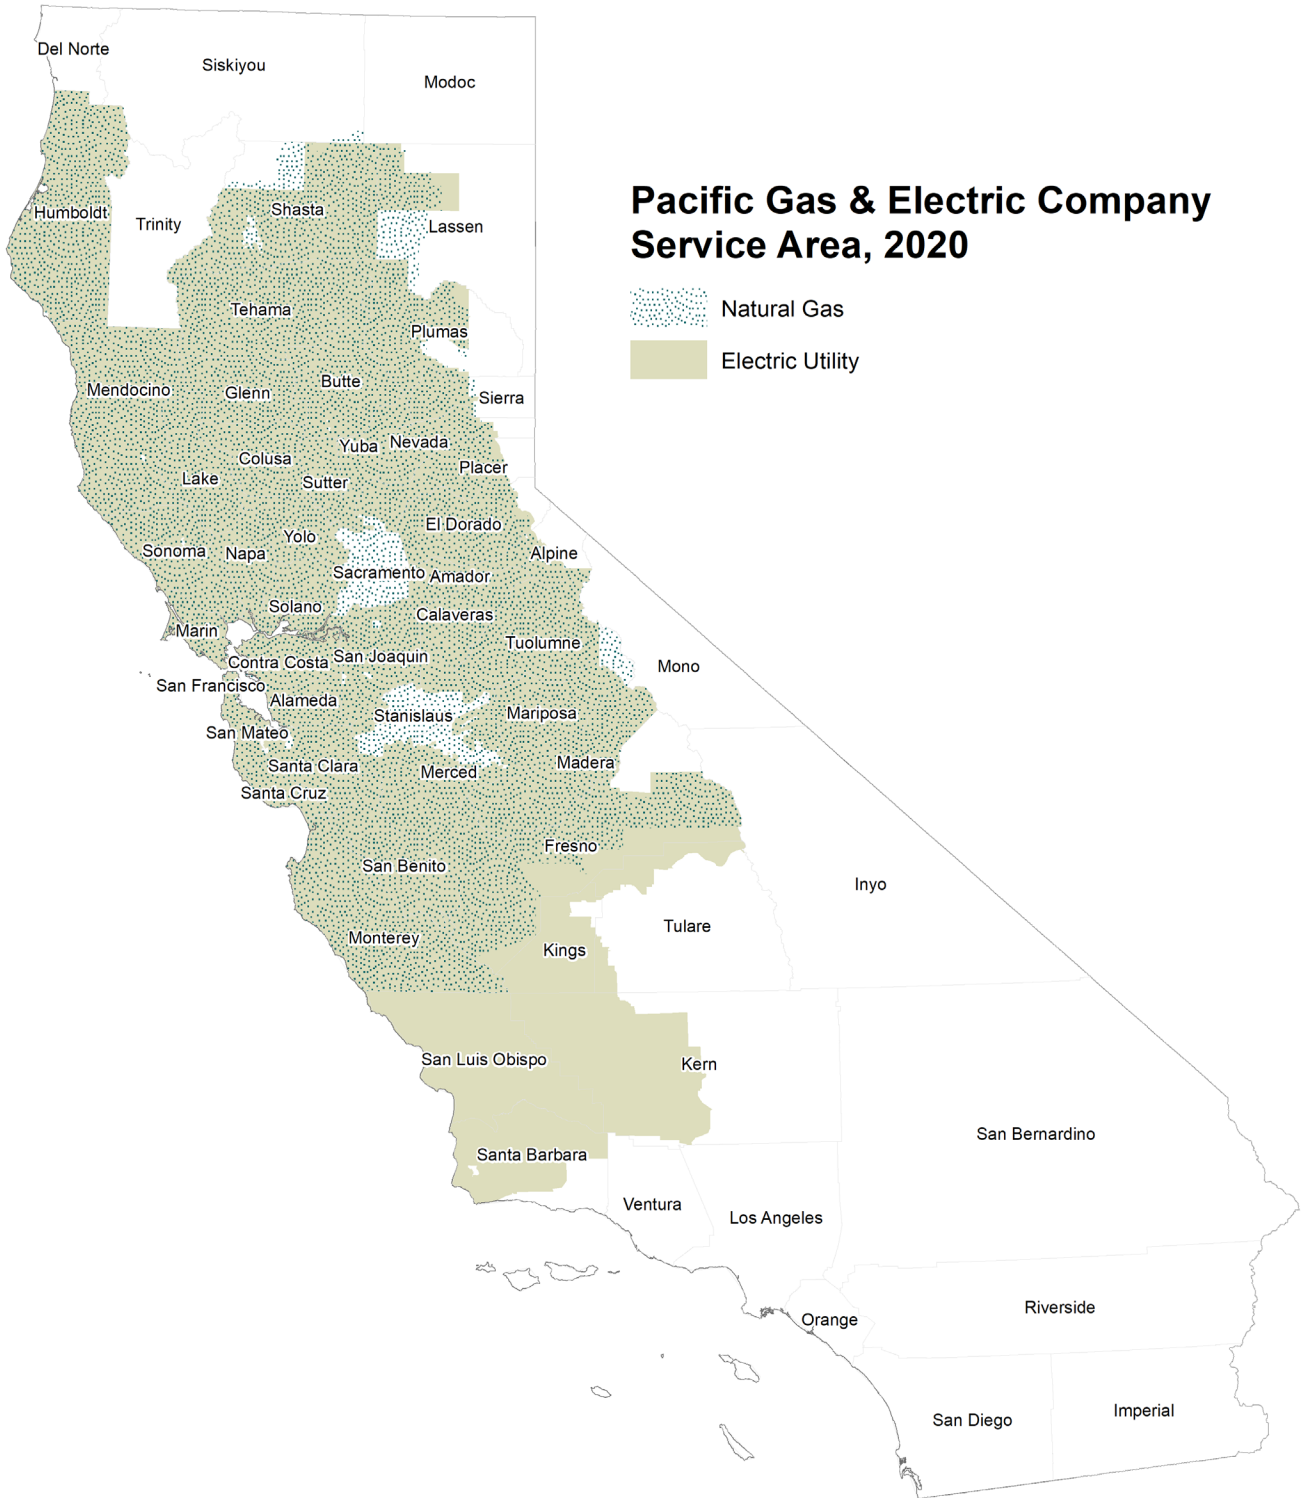 Del Norte
Siskiyou
Modoc
Pacific Gas & Electric Company
Service Area, 2020
Humboldt
Trinity
Shasta
Lassen
Natural Gas
Tehama
Plumas
Electric Utility
Mendocino
Glenn
Butte
Sierra
Colusa
Yuba
Nevada
Lake
Sutter
Placer
Sonoma
Napa
Yolo
El Dorado
Alpine
Sacramento
Amador
Solano
Calaveras
Marin
Tuolumne
Contra Costa
San Joaquin
Mono
San Francisco
Alameda
Stanislaus
Mariposa
San Mateo
Santa Clara
Merced
Madera
Santa Cruz
Fresno
San Benito
Inyo
Tulare
Monterey
Kings
San Luis Obispo
Kern
San Bernardino
Santa Barbara
Ventura
Los Angeles
Riverside
Orange
San Diego
Imperial